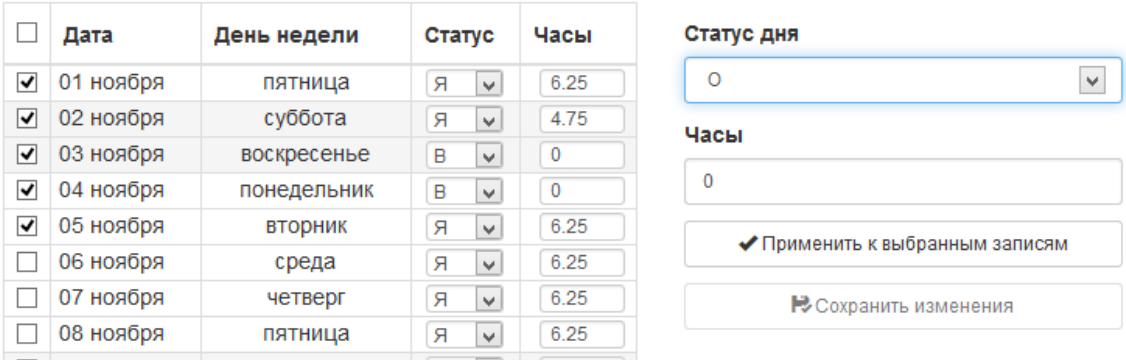 Дата День недели Статус Часы
01 ноября пятница Я 6.25
02 ноября суббота Я 4.75
03 ноября воскресенье В 0
04 ноября понедельник В 0
05 ноября вторник Я 6.25
06 ноября среда Я 6.25
07 ноября четверг Я 6.25
08 ноября пятница Я 6.25
Статус дня
О
Часы
0
Применить к выбранным записям
Сохранить изменения